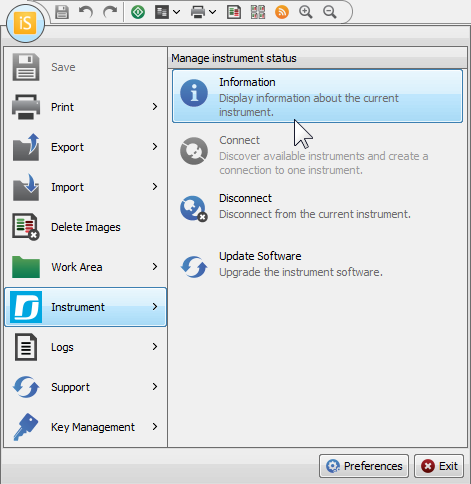 iS
Manage instrument status
Save
Print
Export
Import
Delete Images
Work Area
Instrument
Logs
Support
Key Management
Information
Display information about the current
instrument.
Connect
Discover available instruments and create a
connection to one instrument.
Disconnect
Disconnect from the current instrument.
Update Software
Upgrade the instrument software.
Preferences
Exit